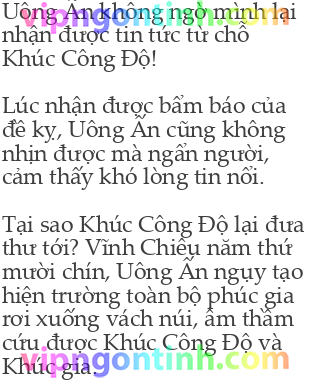 Uông Ấn không ngờ mình lại
nhận được tin tức từ chỗ
Khúc Công Độ!
Lúc nhận được bẩm báo của
đề kỵ, Uông Ấn cũng không
nhịn được mà ngẩn người,
cảm thấy khó lòng tin nổi.
Tại sao Khúc Công Độ lại đưa
thư tới? Vĩnh Chiêu năm thứ
mười chín, Uông Ấn ngụy tạo
hiện trường toàn bộ phúc gia
rơi xuống vách núi, âm thầm
cứu được Khúc Công Độ và
Khúc gia.
vipngontinh.com
vipngontinh.com